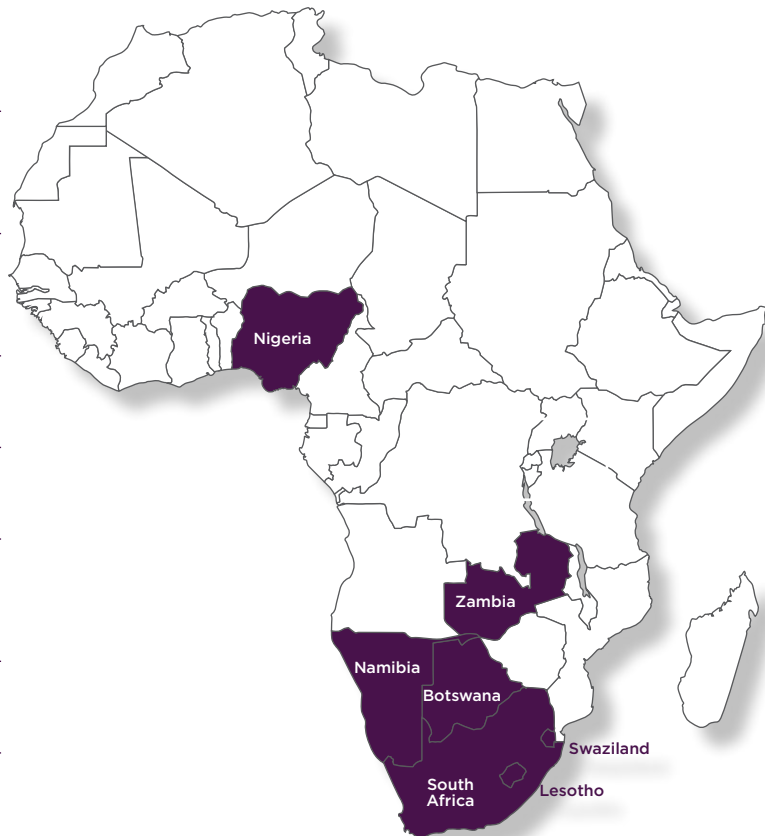 Nigeria
Zambia
Namibia
Botswana
Swaziland
South
Africa
Lesotho